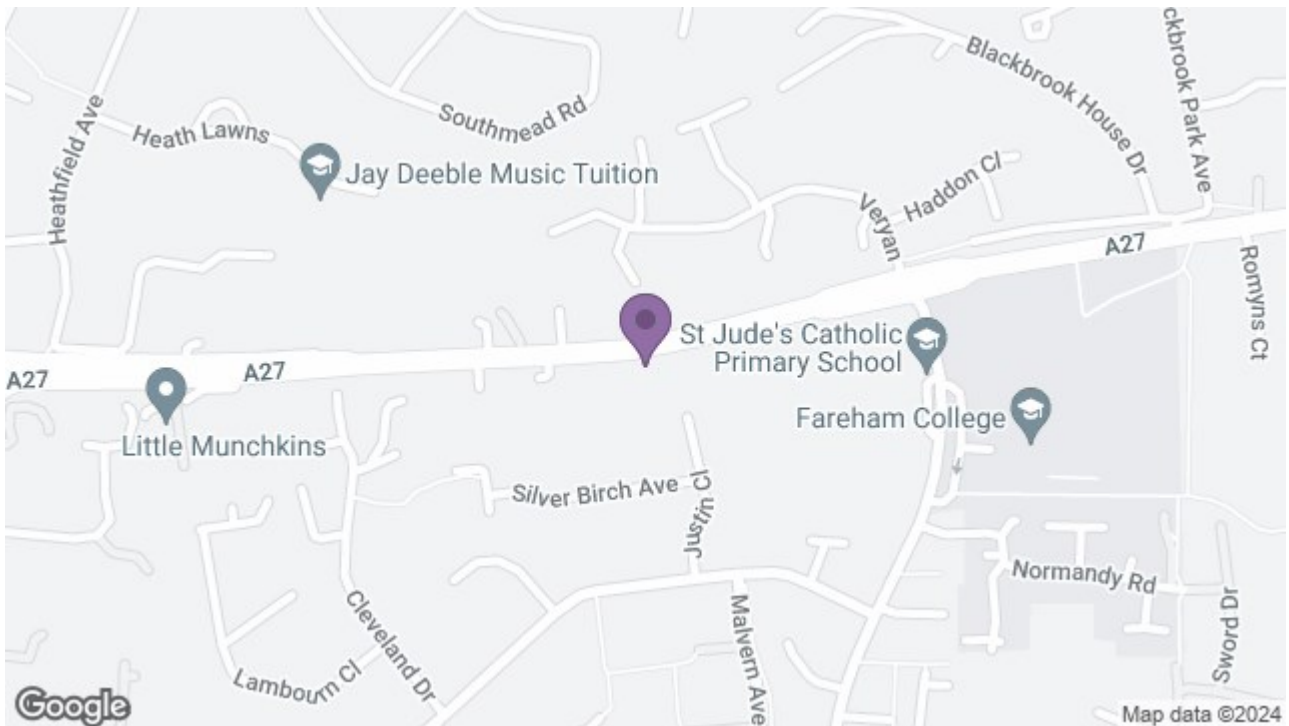 ckbrook Park Ave
Blackbrook House Dr
Southmead Rd
Heathfield Ave
Heath Lawns
Jay Deeble Music Tuition
Haddon Cl
Veryan
A27
Romyns Ct
St Jude's Catholic
Primary School
A27
A27
Fareham College
Little Munchkins
Silver Birch Ave
Justin Cl
Normandy Rd
Cleveland Dr
Malvern Ave
Sword Dr
Lambourn Cl
Google
Map data ©2024